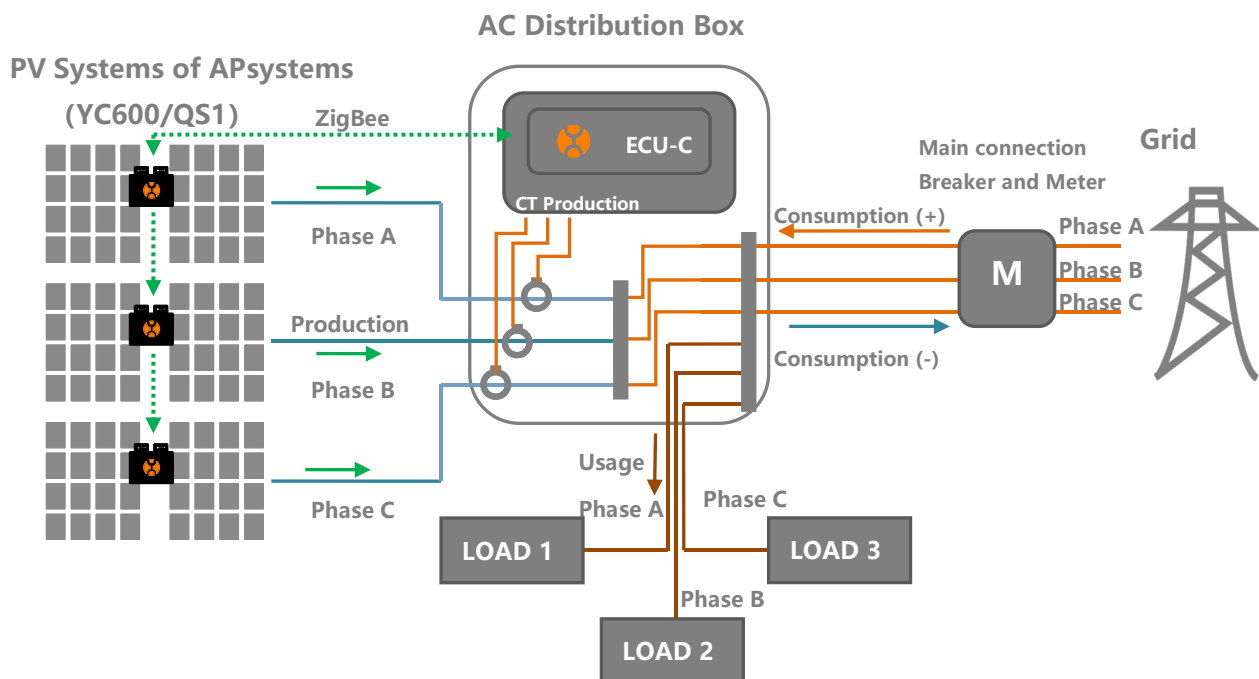 AC Distribution Box
PV Systems of APsystems
(YC600/QS1)
ZigBee
ECU-C
CT Production
Main connection
Breaker and Meter
Grid
Consumption (+)
Phase A
Phase A
M
Phase B
Phase C
Production
Phase B
Consumption (-)
Usage
Phase A
Phase C
Phase C
LOAD 1
LOAD 3
Phase B
LOAD 2